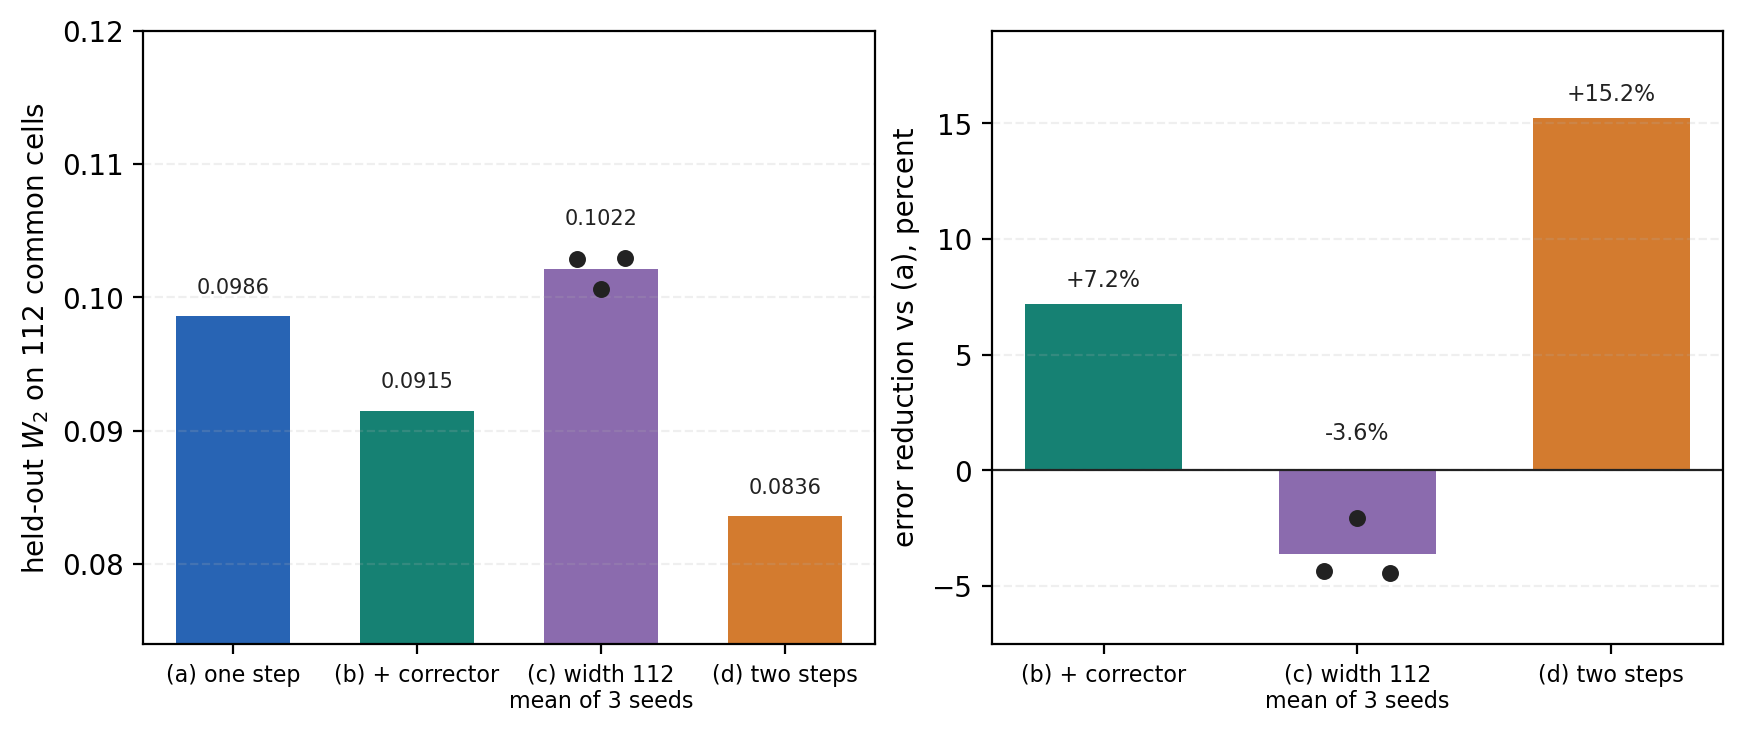 held-out W₂ on 112 common cells
0.12
0.11
0.10
0.09
0.08
0.0986
0.0915
0.1022
0.0836
(a) one step
(b) + corrector
(c) width 112
mean of 3 seeds
(d) two steps
error reduction vs (a), percent
15
10
5
0
−5
+7.2%
-3.6%
+15.2%
(b) + corrector
(c) width 112
mean of 3 seeds
(d) two steps